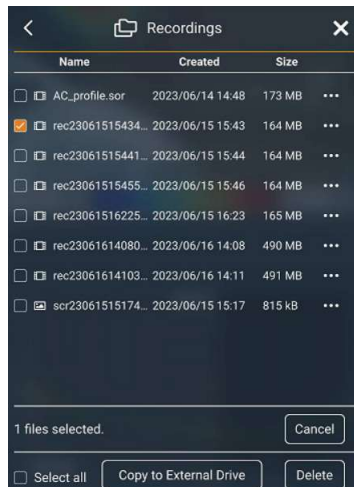 Recordings
Name Created Size
AC_profile.sor 2023/06/14 14:48 173 MB
rec23061515434... 2023/06/15 15:43 164 MB
rec23061515441... 2023/06/15 15:44 164 MB
rec23061515455... 2023/06/15 15:46 164 MB
rec23061516225... 2023/06/15 16:23 165 MB
rec23061614080... 2023/06/16 14:08 490 MB
rec23061614103... 2023/06/16 14:11 491 MB
scr23061515174... 2023/06/15 15:17 815 kB
1 files selected. Cancel
Select all Copy to External Drive Delete